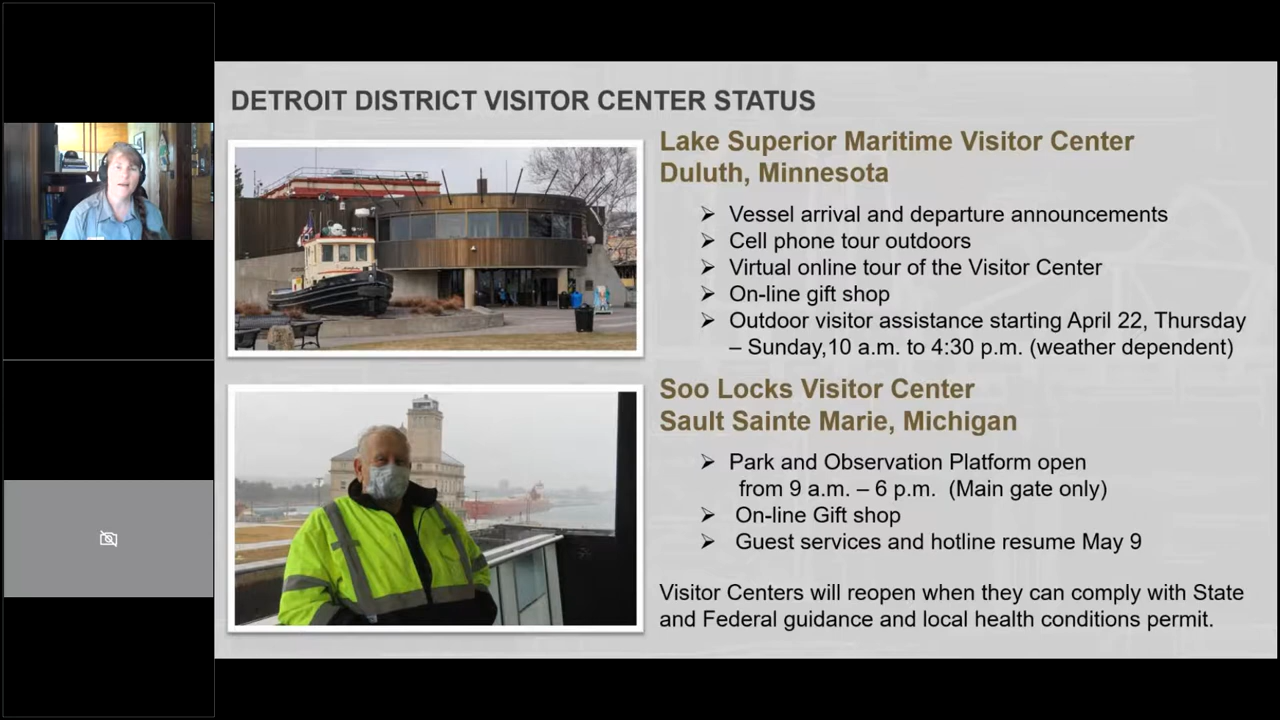 DETROIT DISTRICT VISITOR CENTER STATUS
Lake Superior Maritime Visitor Center
Duluth, Minnesota
➢ Vessel arrival and departure announcements
➢ Cell phone tour outdoors
➢ Virtual online tour of the Visitor Center
➢ On-line gift shop
➢ Outdoor visitor assistance starting April 22, Thursday
– Sunday,10 a.m. to 4:30 p.m. (weather dependent)
Soo Locks Visitor Center
Sault Sainte Marie, Michigan
➢ Park and Observation Platform open
from 9 a.m. – 6 p.m. (Main gate only)
➢ On-line Gift shop
➢ Guest services and hotline resume May 9
Visitor Centers will reopen when they can comply with State
and Federal guidance and local health conditions permit.